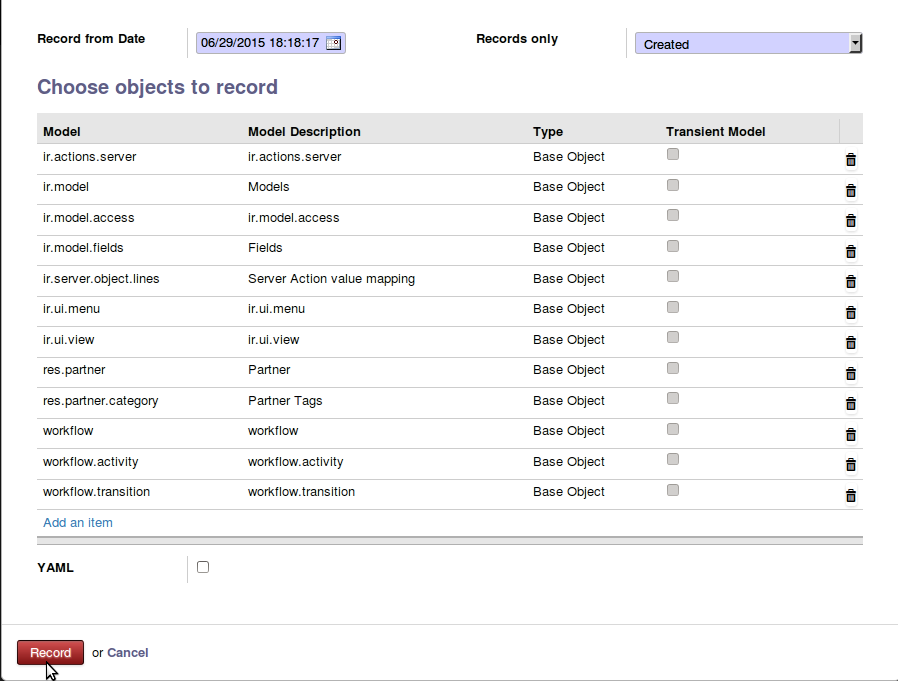 Record from Date 06/29/2015 18:18:17 Records only Created
Choose objects to record
Model Model Description Type Transient Model
ir.actions.server ir.actions.server Base Object
ir.model Models Base Object
ir.model.access ir.model.access Base Object
ir.model.fields Fields Base Object
ir.server.object.lines Server Action value mapping Base Object
ir.ui.menu ir.ui.menu Base Object
ir.ui.view ir.ui.view Base Object
res.partner Partner Base Object
res.partner.category Partner Tags Base Object
workflow workflow Base Object
workflow.activity workflow.activity Base Object
workflow.transition workflow.transition Base Object
Add an item
YAML
Record or Cancel